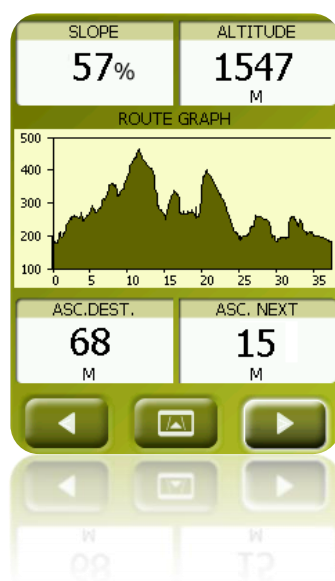 SLOPE ALTITUDE
57% 1547
M
ROUTE GRAPH
500
400
300
200
100
0 5 10 15 20 25 30 35
ASC.DEST. ASC. NEXT
68 15
M M